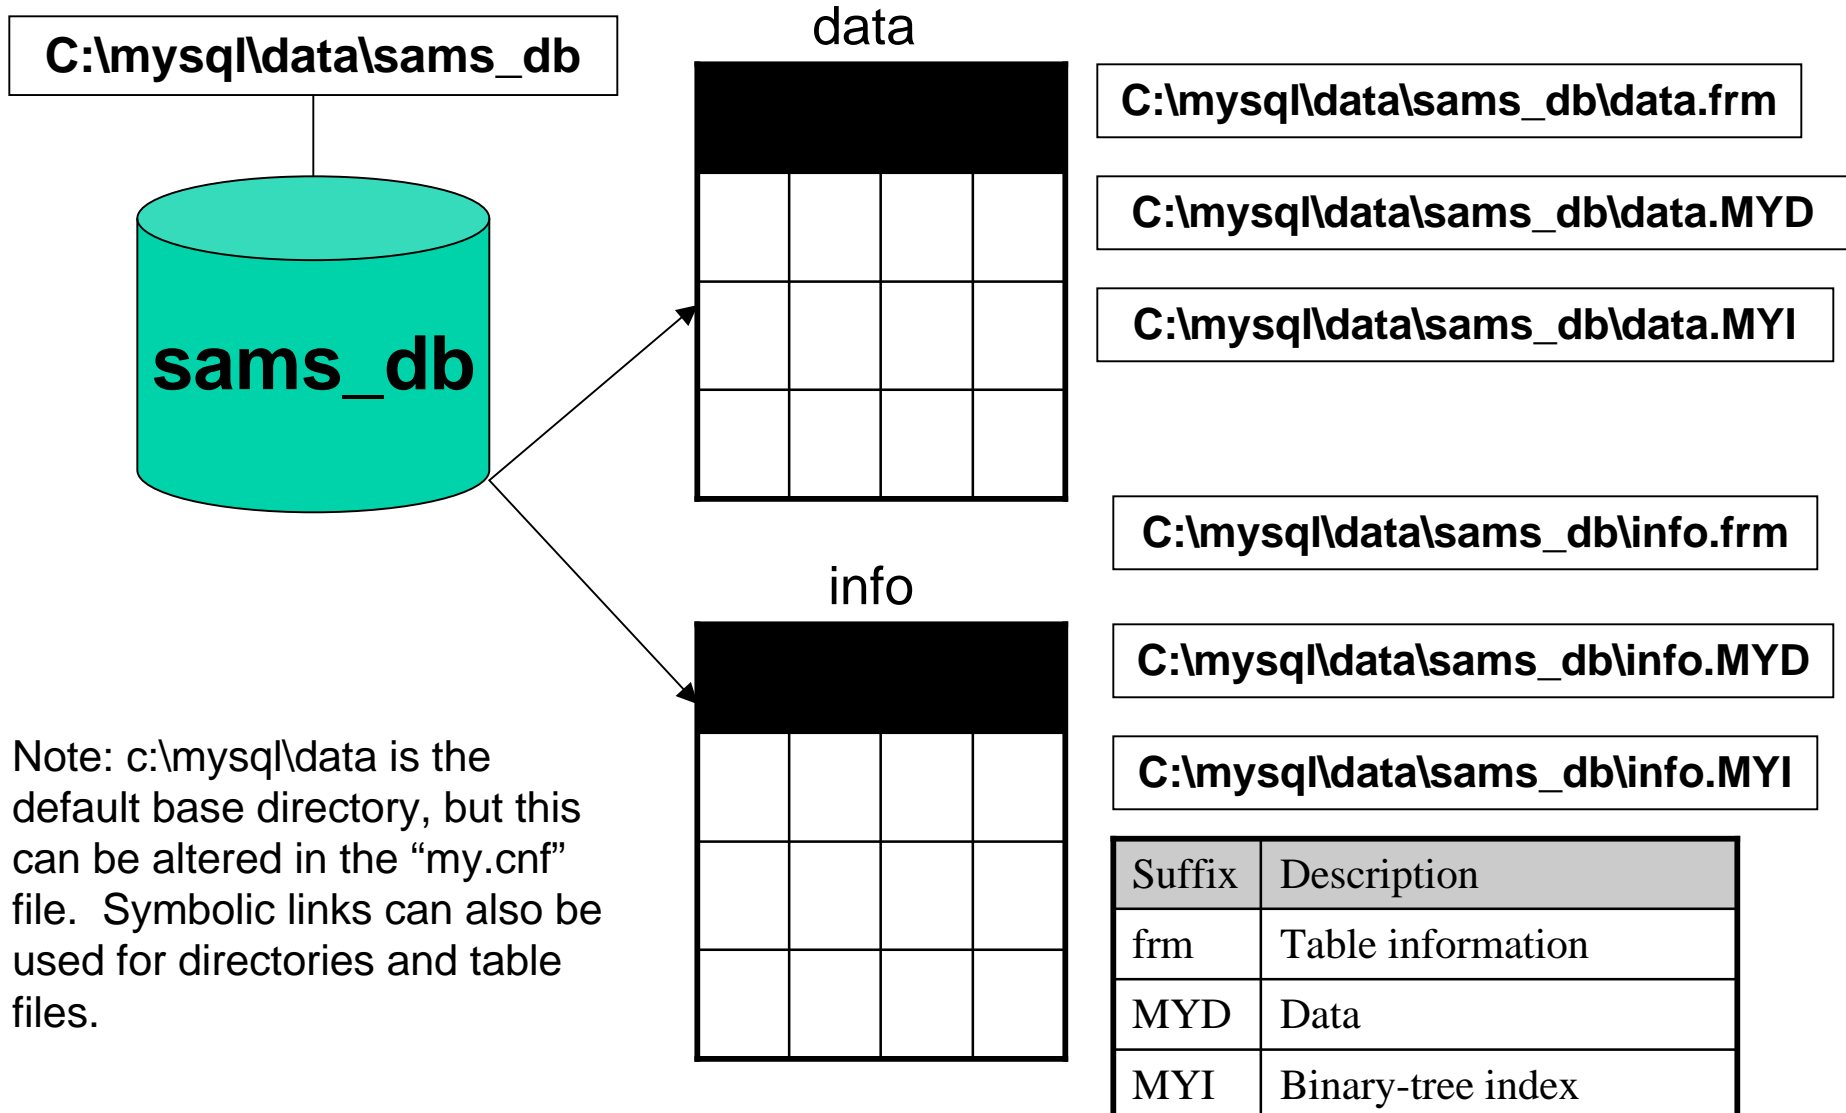 C:\mysql\data\sams_db
sams_db
data
C:\mysql\data\sams_db\data.frm
C:\mysql\data\sams_db\data.MYD
C:\mysql\data\sams_db\data.MYI
info
C:\mysql\data\sams_db\info.frm
C:\mysql\data\sams_db\info.MYD
C:\mysql\data\sams_db\info.MYI
Note: c:\mysql\data is the
default base directory, but this
can be altered in the “my.cnf”
file.  Symbolic links can also be
used for directories and table
files.
Suffix Description
frm Table information
MYD Data
MYI Binary-tree index